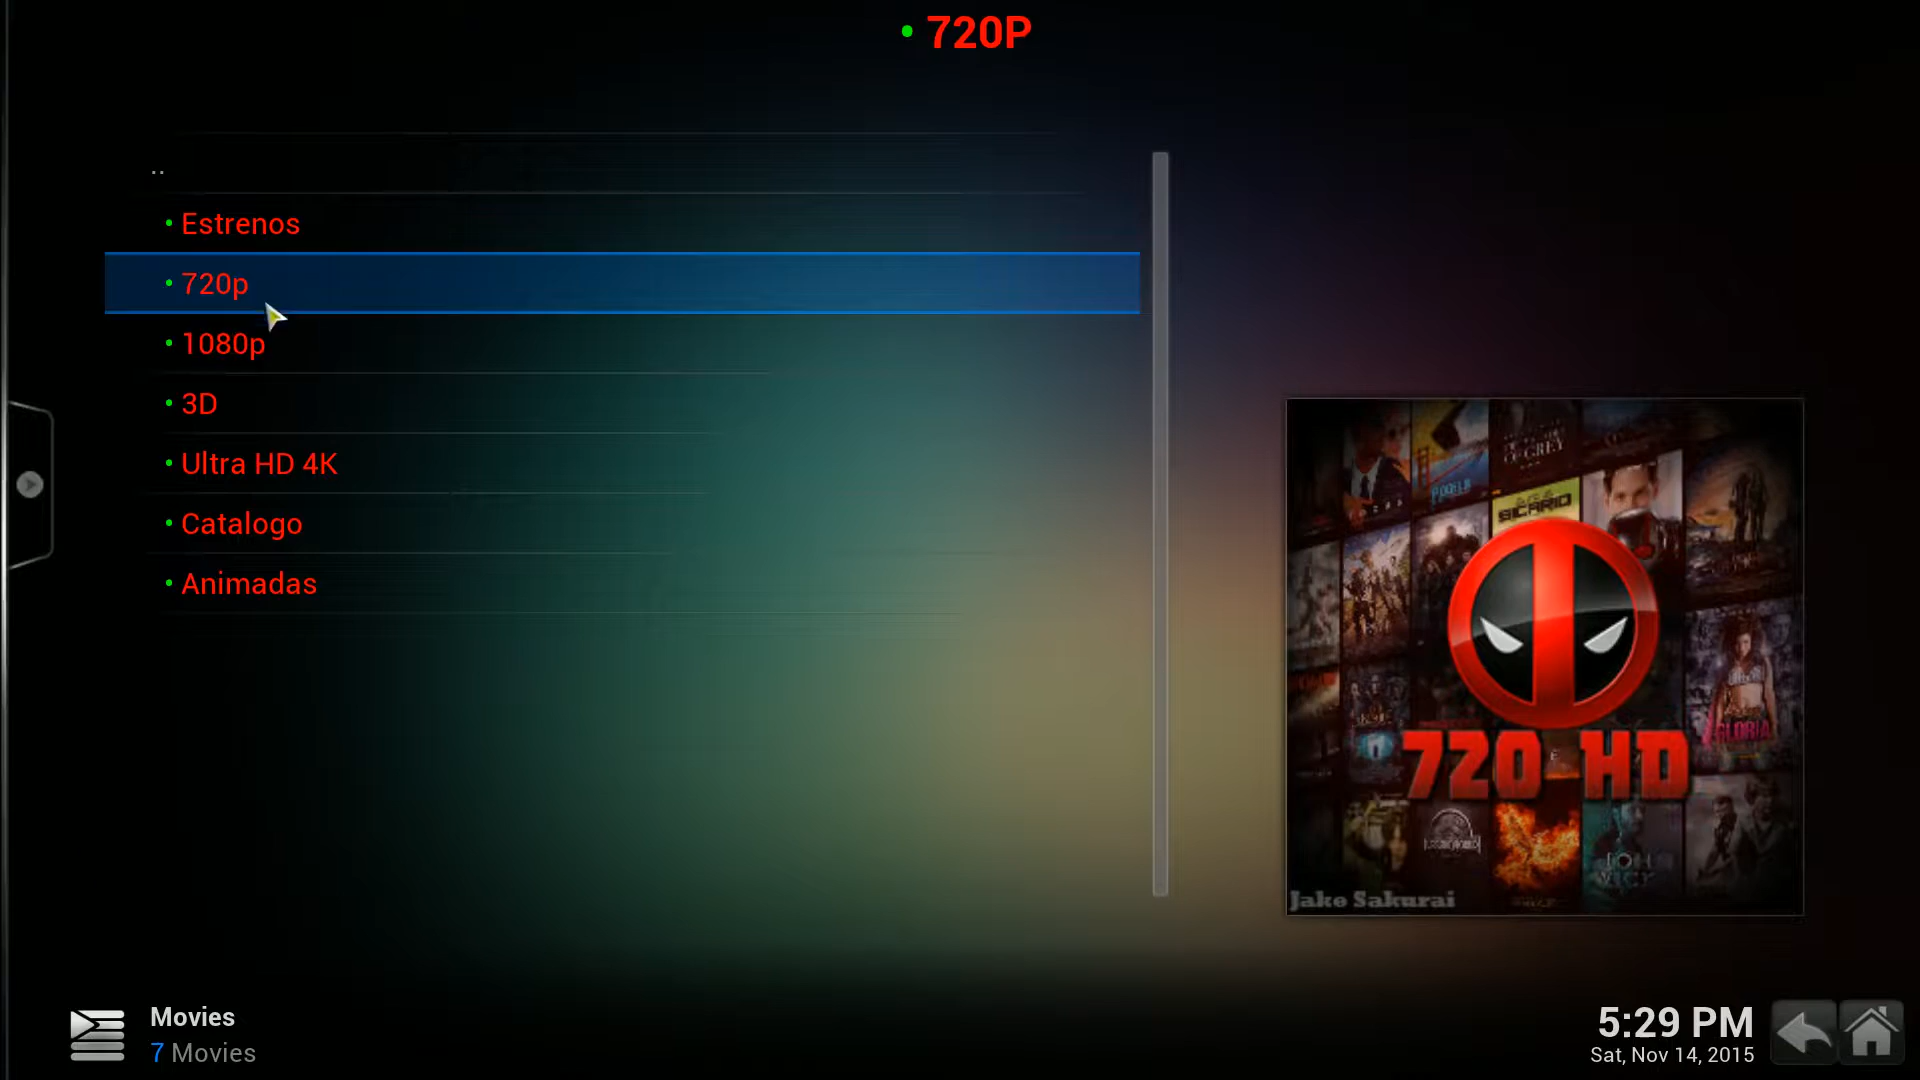 • 720P
..
• Estrenos
• 720p
• 1080p
• 3D
• Ultra HD 4K
• Catalogo
• Animadas
SICARIO
GLORIA
720 HD
Jake Sakurai
Movies
7 Movies
5:29 PM
Sat, Nov 14, 2015